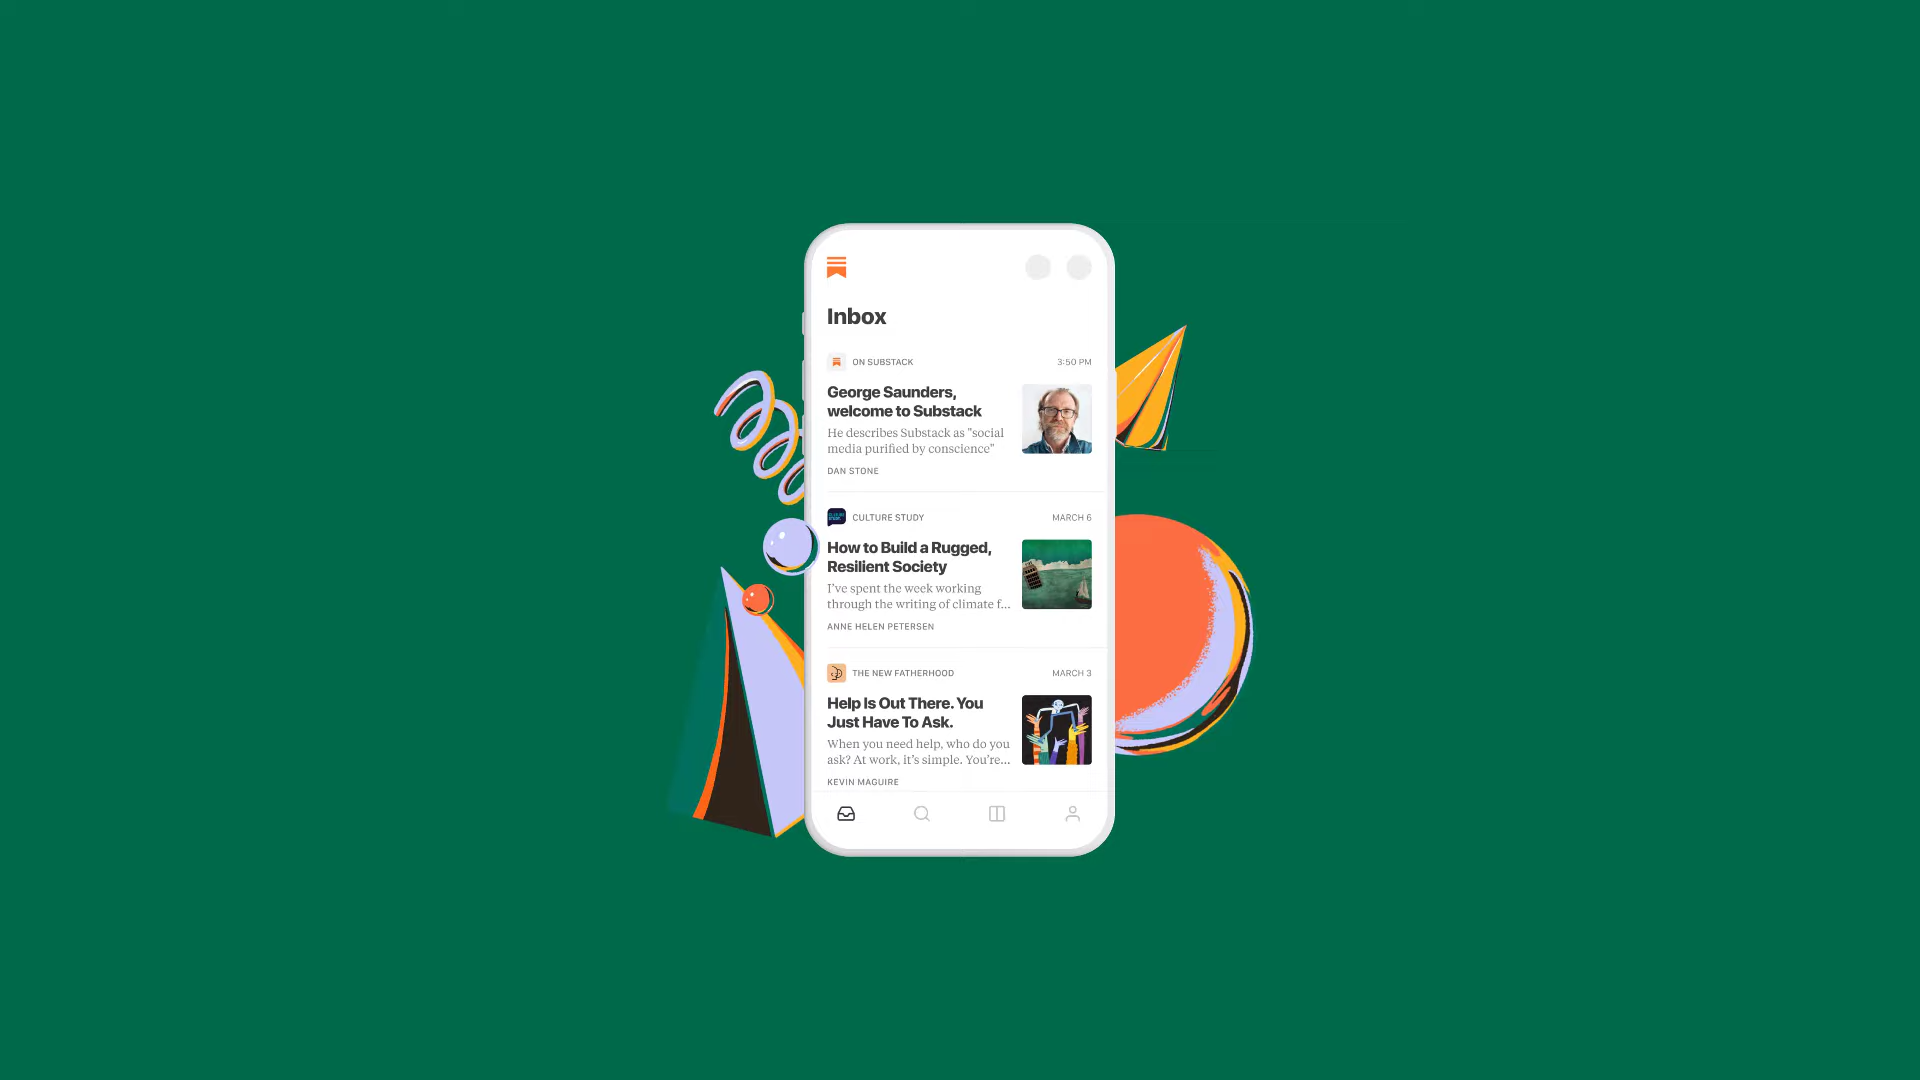 Inbox
ON SUBSTACK
3:50 PM
George Saunders,
welcome to Substack
He describes Substack as "social
media purified by conscience"
DAN STONE
CULTURE STUDY
MARCH 6
How to Build a Rugged,
Resilient Society
I've spent the week working
through the writing of climate f...
ANNE HELEN PETERSEN
THE NEW FATHERHOOD
MARCH 3
Help Is Out There. You
Just Have To Ask.
When you need help, who do you
ask? At work, it's simple. You're...
KEVIN MAGUIRE